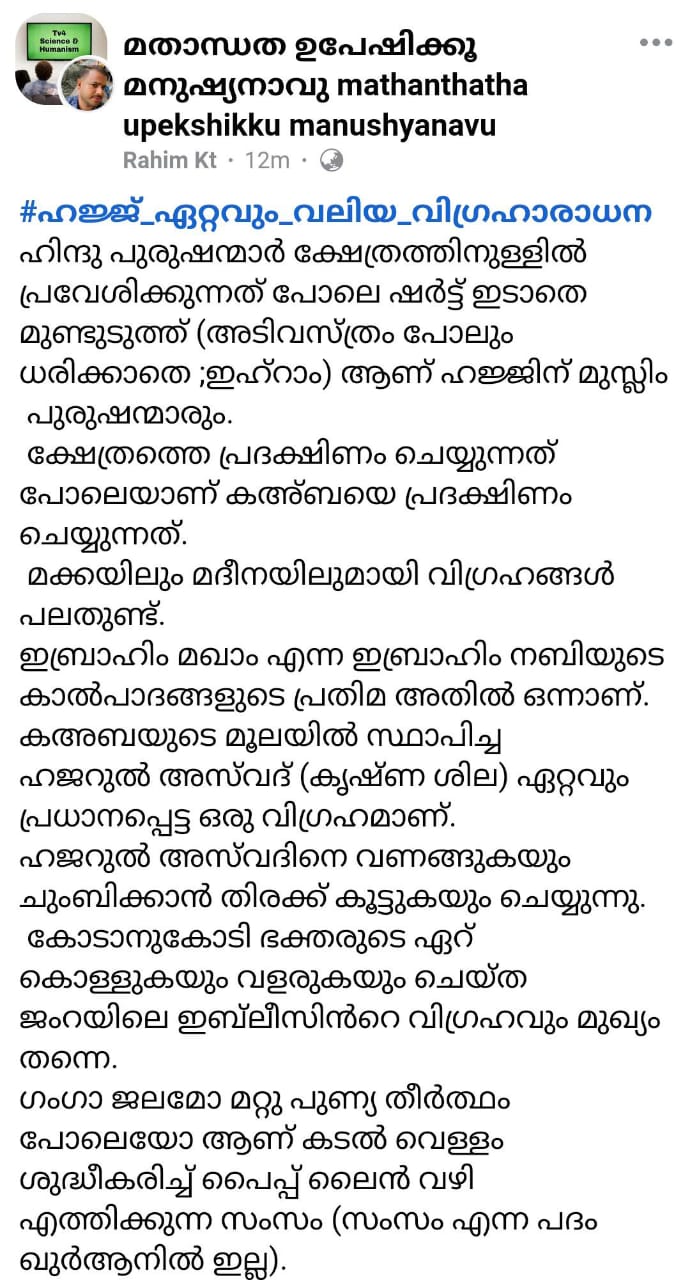 Tv4
Science &
Humanism
മതാന്ധത ഉപേഷിക്കൂ
മനുഷ്യനാവു mathanthatha
upekshikku manushyanavu
Rahim Kt · 12m ·
#ഹജ്ജ്_ഏറ്റവും_വലിയ_വിഗ്രഹാരാധന
ഹിന്ദു പുരുഷന്മാർ ക്ഷേത്രത്തിനുള്ളിൽ
പ്രവേശിക്കുന്നത് പോലെ ഷർട്ട് ഇടാതെ
മുണ്ടുടുത്ത് (അടിവസ്ത്രം പോലും
ധരിക്കാതെ ;ഇഹ്റാം) ആണ് ഹജ്ജിന് മുസ്ലിം
പുരുഷന്മാരും.
ക്ഷേത്രത്തെ പ്രദക്ഷിണം ചെയ്യുന്നത്
പോലെയാണ് കഅ്ബയെ പ്രദക്ഷിണം
ചെയ്യുന്നത്.
മക്കയിലും മദീനയിലുമായി വിഗ്രഹങ്ങൾ
പലതുണ്ട്.
ഇബ്രാഹിം മഖാം എന്ന ഇബ്രാഹിം നബിയുടെ
കാൽപാദങ്ങളുടെ പ്രതിമ അതിൽ ഒന്നാണ്.
കഅബയുടെ മൂലയിൽ സ്ഥാപിച്ച
ഹജറുൽ അസ്‌വദ് (കൃഷ്ണ ശില) ഏറ്റവും
പ്രധാനപ്പെട്ട ഒരു വിഗ്രഹമാണ്.
ഹജറുൽ അസ്‌വദിനെ വണങ്ങുകയും
ചുംബിക്കാൻ തിരക്ക് കൂട്ടുകയും ചെയ്യുന്നു.
കോടാനുകോടി ഭക്തരുടെ ഏറ്
കൊള്ളുകയും വളരുകയും ചെയ്ത
ജംറയിലെ ഇബ്‌ലീസിൻറെ വിഗ്രഹവും മുഖ്യം
തന്നെ.
ഗംഗാ ജലമോ മറ്റു പുണ്യ തീർത്ഥം
പോലെയോ ആണ് കടൽ വെള്ളം
ശുദ്ധീകരിച്ച് പൈപ്പ് ലൈൻ വഴി
എത്തിക്കുന്ന സംസം (സംസം എന്ന പദം
ഖുർആനിൽ ഇല്ല).